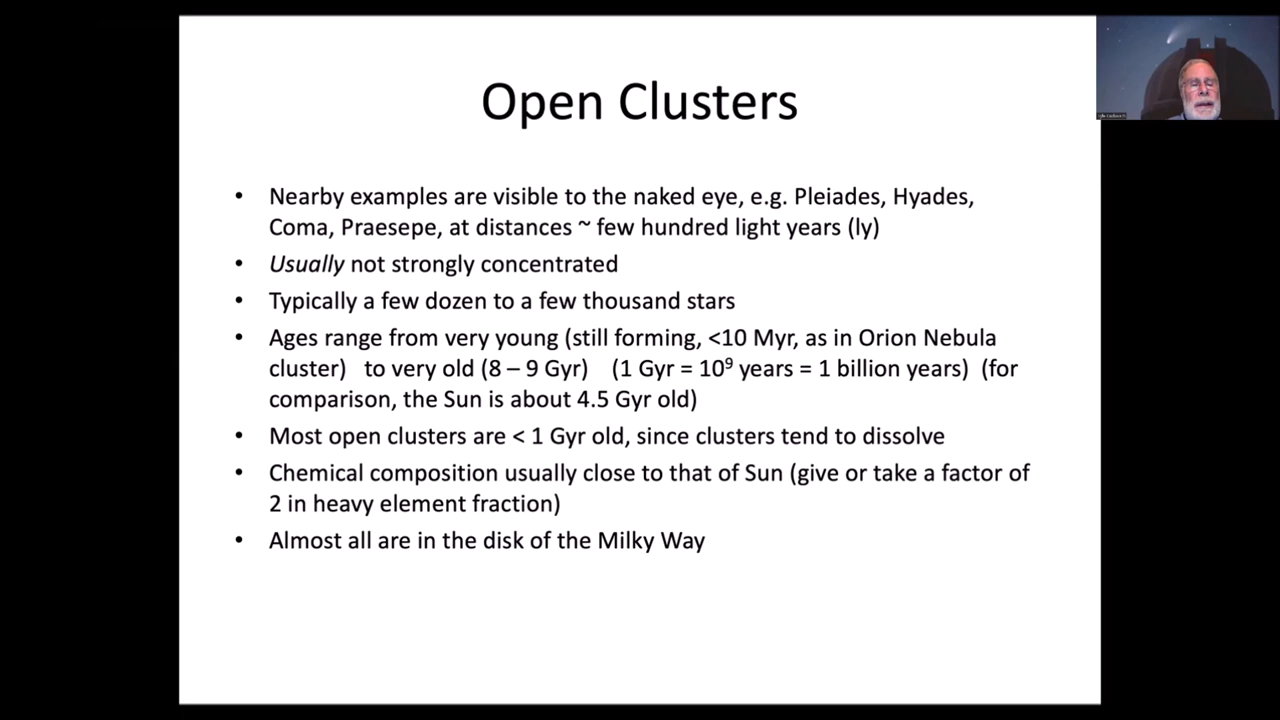 Open Clusters
• Nearby examples are visible to the naked eye, e.g. Pleiades, Hyades,
Coma, Praesepe, at distances ~ few hundred light years (ly)
• Usually not strongly concentrated
• Typically a few dozen to a few thousand stars
• Ages range from very young (still forming, <10 Myr, as in Orion Nebula
cluster) to very old (8 – 9 Gyr) (1 Gyr = 10⁹ years = 1 billion years) (for
comparison, the Sun is about 4.5 Gyr old)
• Most open clusters are < 1 Gyr old, since clusters tend to dissolve
• Chemical composition usually close to that of Sun (give or take a factor of
2 in heavy element fraction)
• Almost all are in the disk of the Milky Way